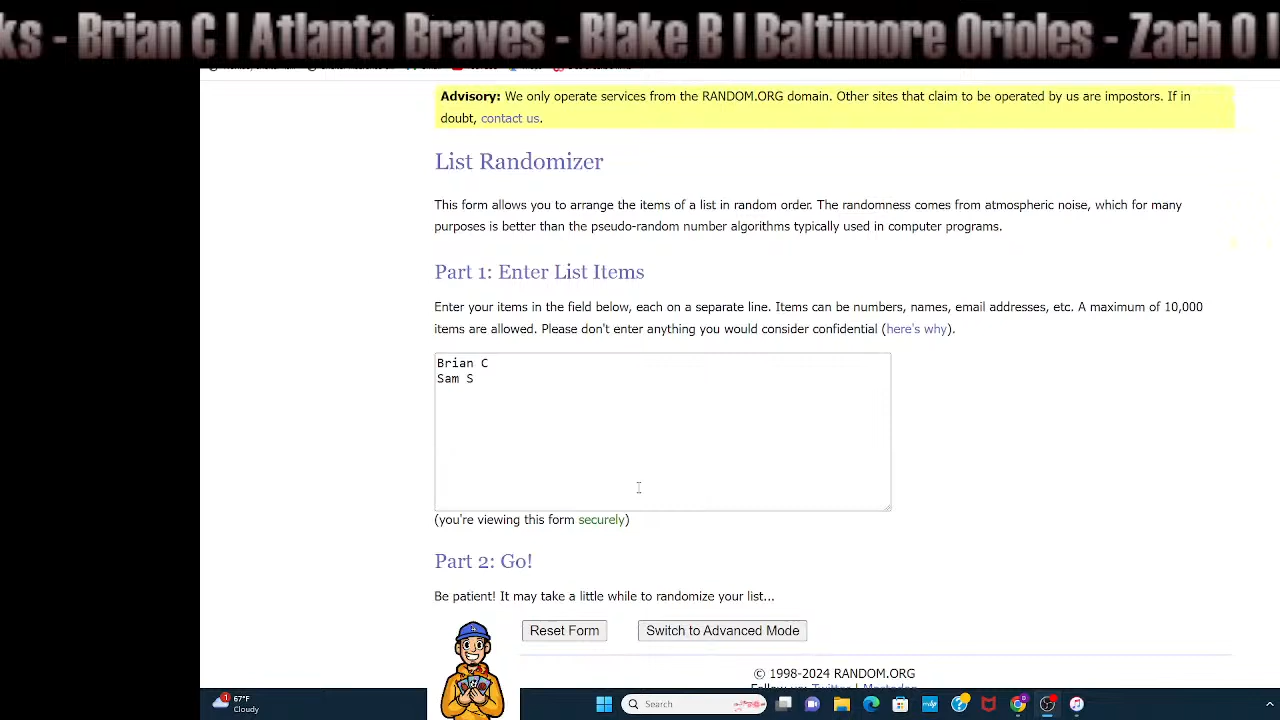 ks - Brian C | Atlanta Braves - Blake B | Baltimore Orioles - Zach O |
Advisory: We only operate services from the RANDOM.ORG domain. Other sites that claim to be operated by us are impostors. If in
doubt, contact us.
List Randomizer
This form allows you to arrange the items of a list in random order. The randomness comes from atmospheric noise, which for many
purposes is better than the pseudo-random number algorithms typically used in computer programs.
Part 1: Enter List Items
Enter your items in the field below, each on a separate line. Items can be numbers, names, email addresses, etc. A maximum of 10,000
items are allowed. Please don't enter anything you would consider confidential (here's why).
Brian C
Sam S
(you're viewing this form securely)
Part 2: Go!
Be patient! It may take a little while to randomize your list...
Reset Form
Switch to Advanced Mode
© 1998-2024 RANDOM.ORG
Follow us: Twitter | Mastodon
1
67°F
Cloudy
Search